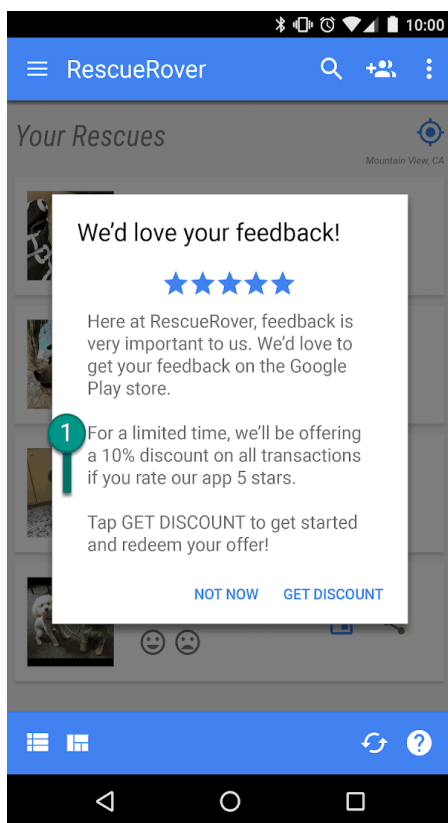 10:00
RescueRover
Your Rescues
Mountain View, CA
We'd love your feedback!
Here at RescueRover, feedback is
very important to us. We'd love to
get your feedback on the Google
Play store.
1
For a limited time, we'll be offering
a 10% discount on all transactions
if you rate our app 5 stars.
Tap GET DISCOUNT to get started
and redeem your offer!
NOT NOW GET DISCOUNT